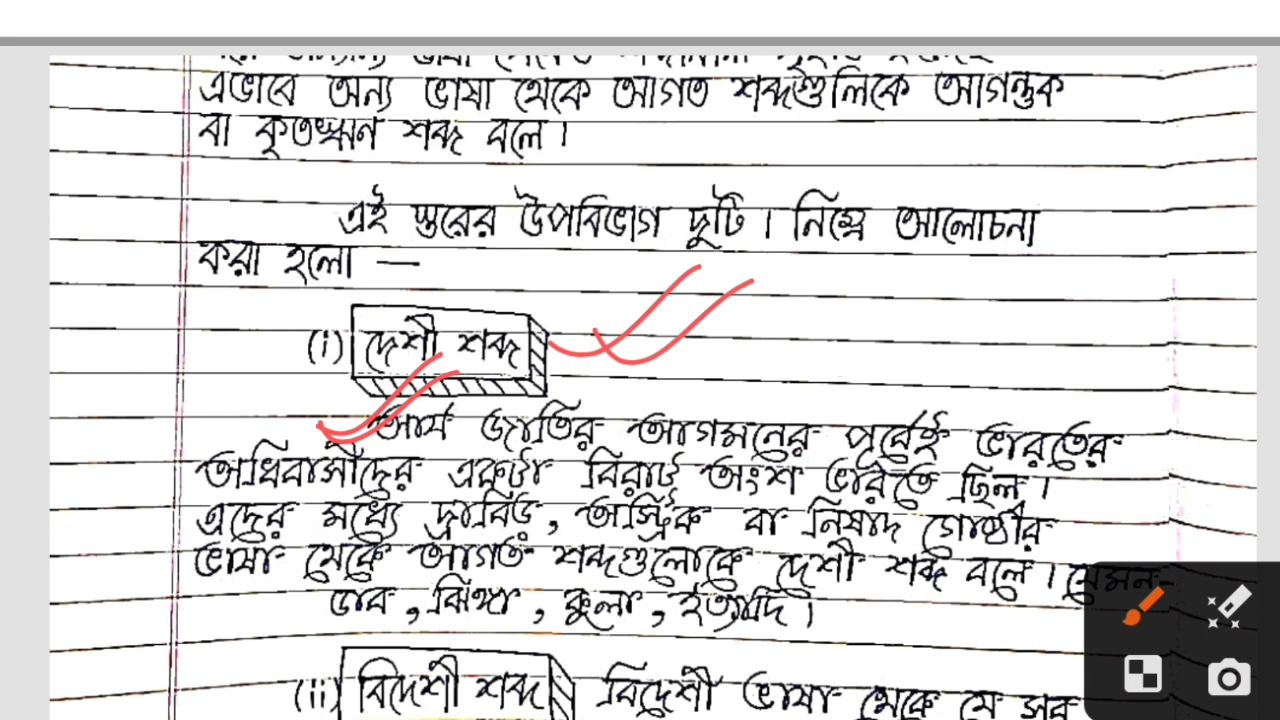 এভাবে অন্য ভাষা থেকে আগত শব্দগুলিকে আগন্তুক
বা কৃতঋণ শব্দ বলে।
এই স্তরের উপবিভাগ দুটি। নিম্নে আলোচনা
করা হলো —
(i) দেশী শব্দ
আর্য জাতির আগমনের পূর্বেই ভারতের
অধিবাসীদের একটা বিরাট অংশ ভারতে ছিল।
এদের মধ্যে দ্রাবিড়, অস্ট্রিক বা নিষাদ গোষ্ঠীর
ভাষা থেকে আগত শব্দগুলোকে দেশী শব্দ বলে। যেমন-
ডাব, ঝিঙ্গা, কুলা, ইত্যাদি।
(ii) বিদেশী শব্দ বিদেশী ভাষা থেকে যে সব